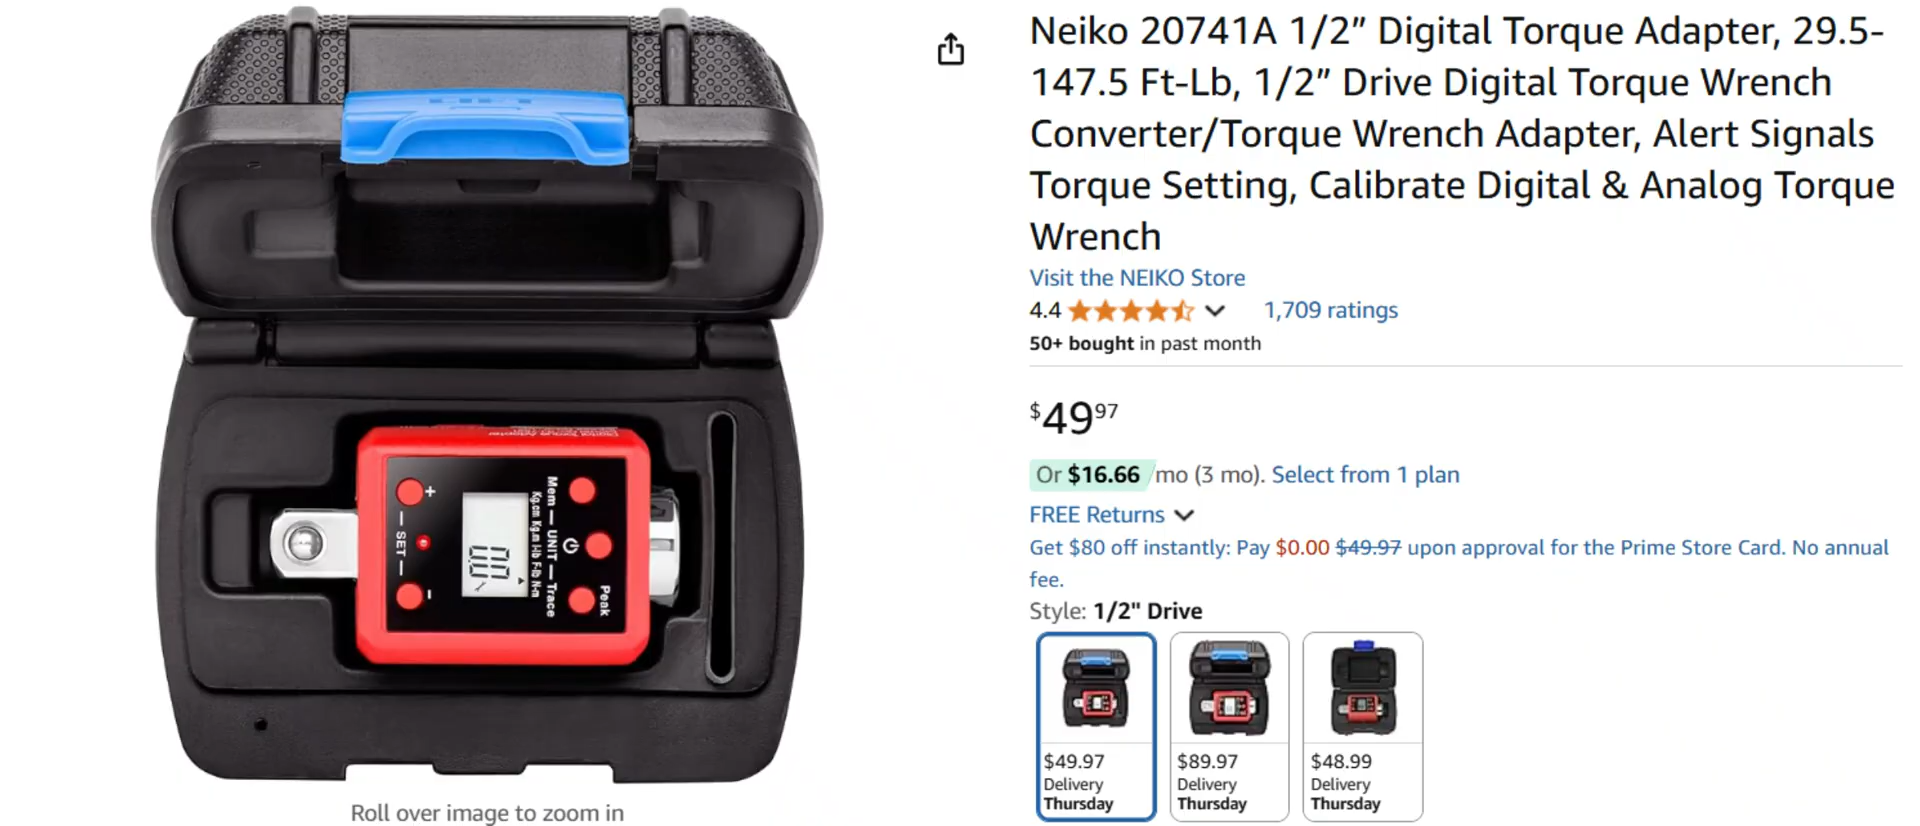 Neiko 20741A 1/2” Digital Torque Adapter, 29.5-
147.5 Ft-Lb, 1/2” Drive Digital Torque Wrench
Converter/Torque Wrench Adapter, Alert Signals
Torque Setting, Calibrate Digital & Analog Torque
Wrench
Visit the NEIKO Store
4.4
1,709 ratings
50+ bought in past month
$49 97
Or $16.66 /mo (3 mo). Select from 1 plan
FREE Returns
Get $80 off instantly: Pay $0.00 $49.97 upon approval for the Prime Store Card. No annual
fee.
Style: 1/2" Drive
$49.97
Delivery
Thursday
$89.97
Delivery
Thursday
$48.99
Delivery
Thursday
Mem — UNIT — Trace
Kg.cm Kg.m I-lb F-lb N-m
Peak
+
— SET —
-
0.0
Roll over image to zoom in